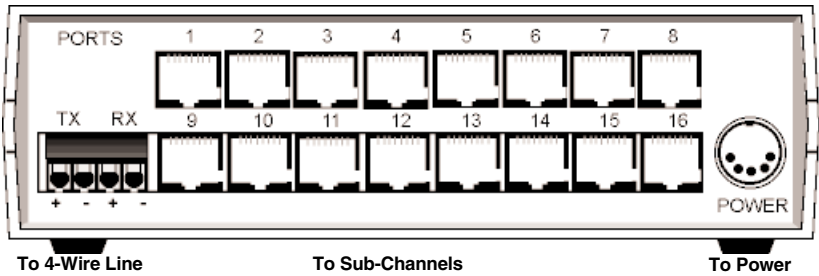 PORTS 1 2 3 4 5 6 7 8
TX RX 9 10 11 12 13 14 15 16
+ - + -
POWER
To 4-Wire Line To Sub-Channels To Power